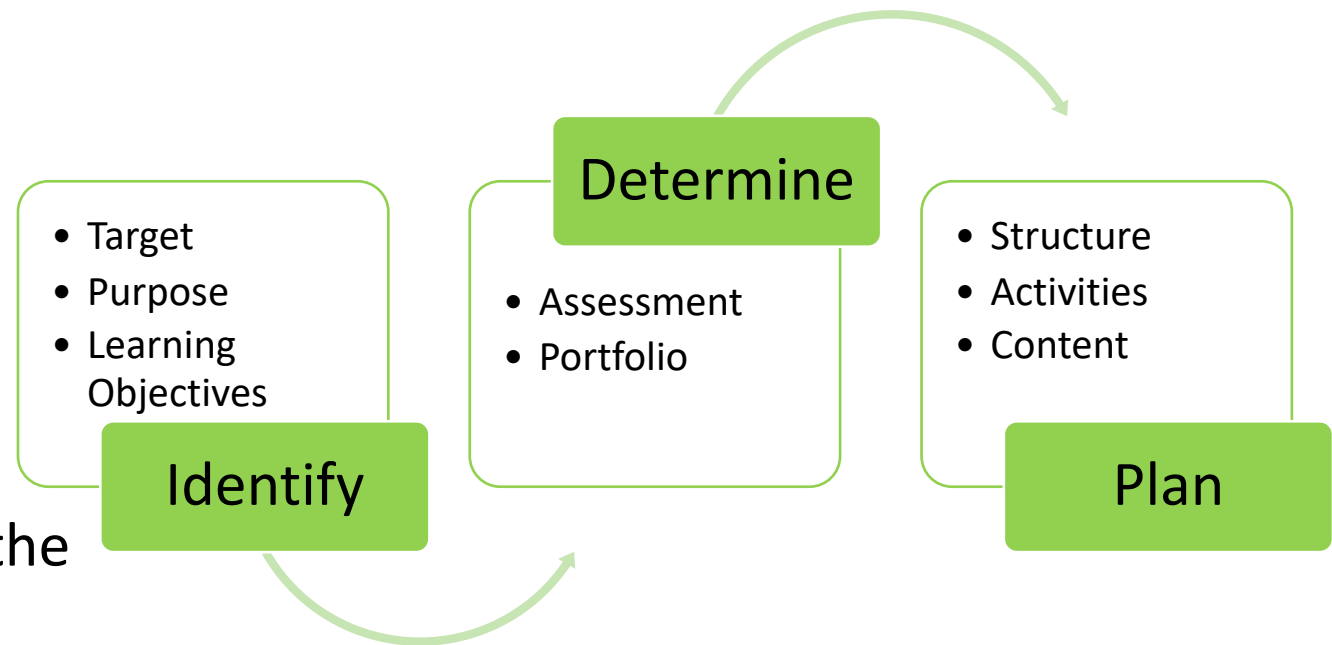 • Target
• Purpose
• Learning
Objectives
Identify
the
Determine
• Assessment
• Portfolio
• Structure
• Activities
• Content
Plan